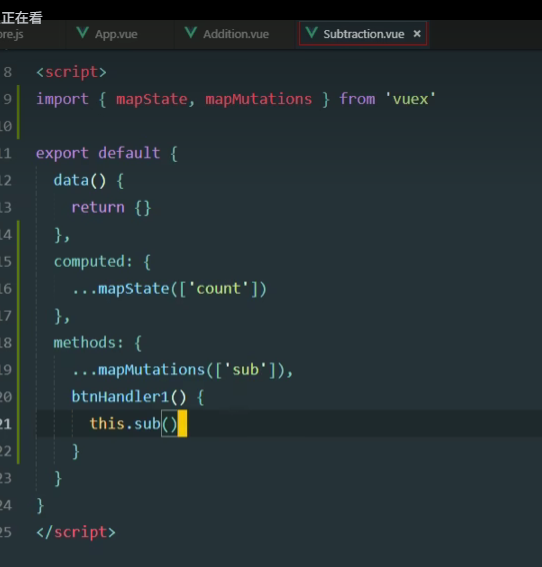 正在看
ore.js App.vue Addition.vue Subtraction.vue ×
8 <script>
9 import { mapState, mapMutations } from 'vuex'
10
11 export default {
12 data() {
13 return {}
14 },
15 computed: {
16 ...mapState(['count'])
17 },
18 methods: {
19 ...mapMutations(['sub']),
20 btnHandler1() {
21 this.sub()
22 }
23 }
24 }
25 </script>